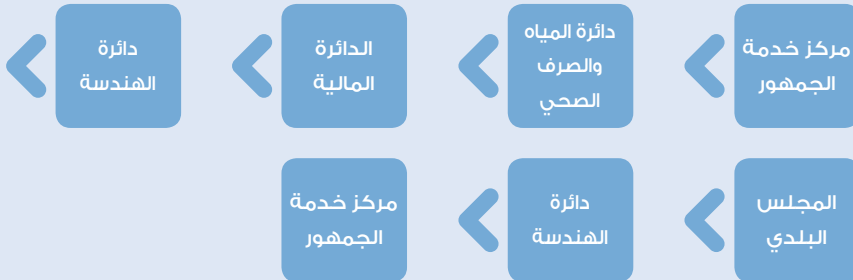 مركز خدمة
الجمهور
دائرة المياه
والصرف
الصحي
الدائرة
المالية
دائرة
الهندسة
المجلس
البلدي
دائرة
الهندسة
مركز خدمة
الجمهور